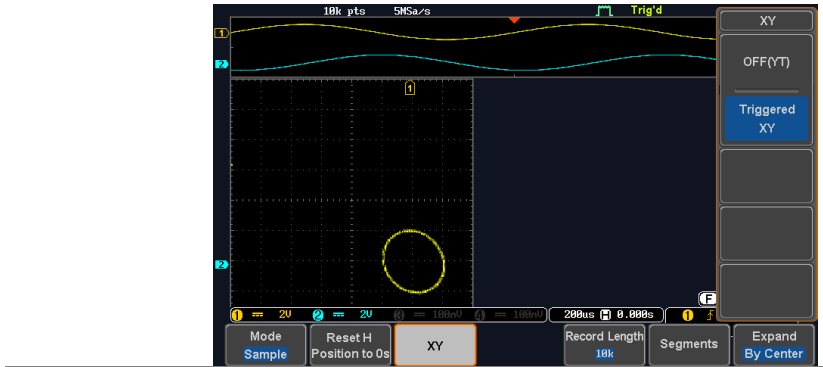 10k pts 5MSa/s Trig'd
XY
1
OFF(YT)
2
1
Triggered
XY
2
F
1 2V 2 2V 3 100mV 4 100mV 200us H 0.000s 1
Mode
Sample
Reset H
Position to 0s
XY
Record Length
10k
Segments
Expand
By Center